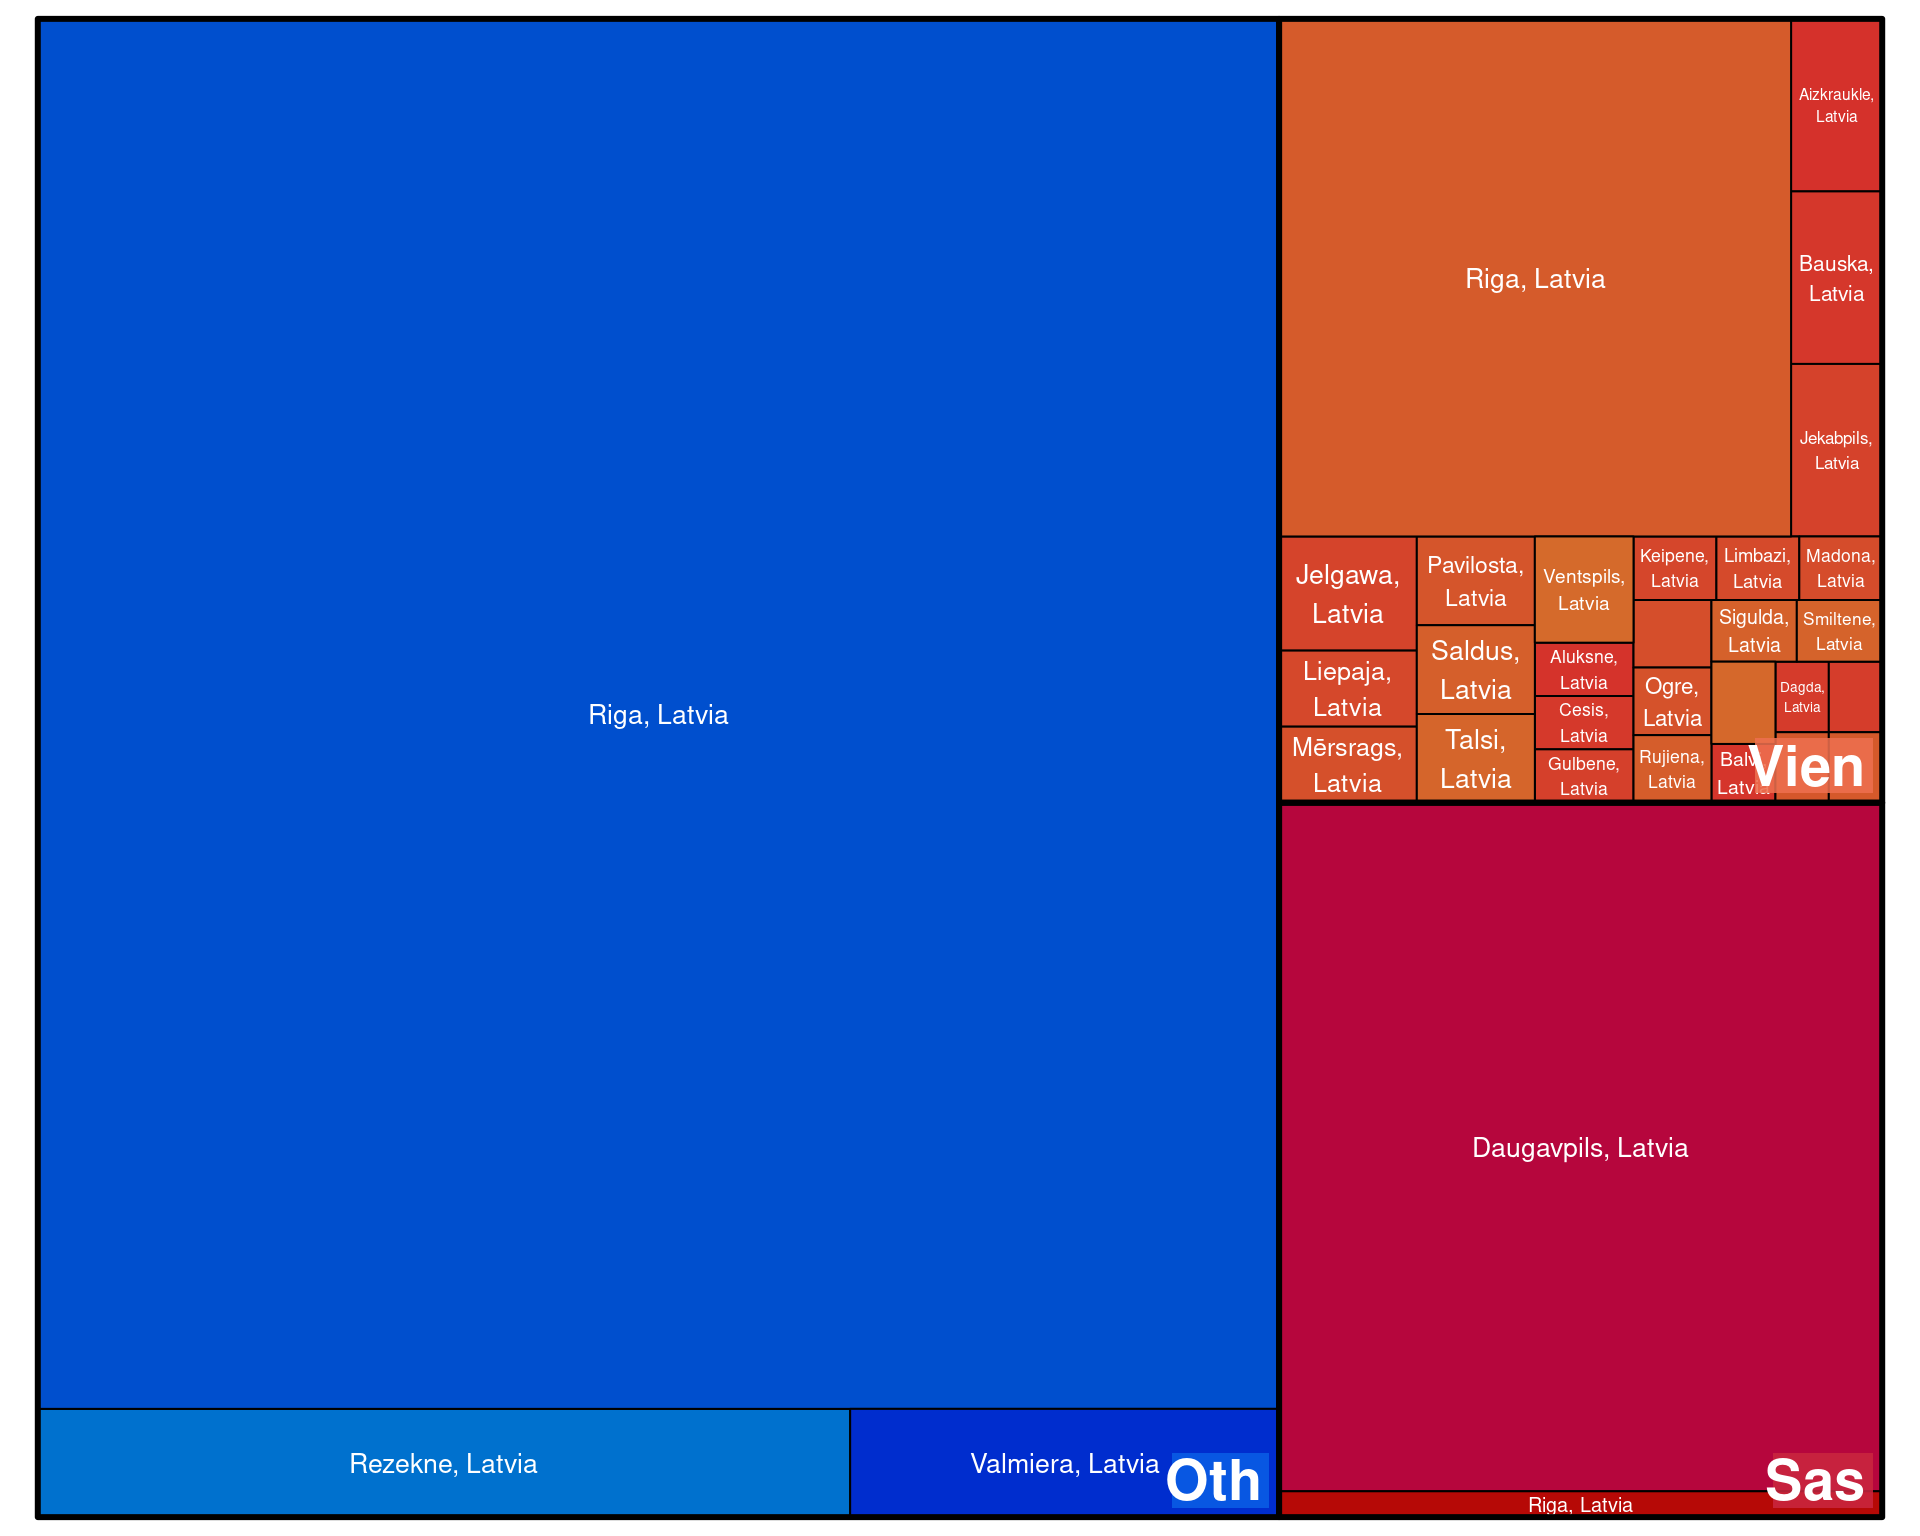 Riga, Latvia
Rezekne, Latvia
Valmiera, Latvia
Oth
Riga, Latvia
Aizkraukle,
Latvia
Bauska,
Latvia
Jekabpils,
Latvia
Jelgawa,
Latvia
Liepaja,
Latvia
Mērsrags,
Latvia
Pavilosta,
Latvia
Saldus,
Latvia
Talsi,
Latvia
Ventspils,
Latvia
Aluksne,
Latvia
Cesis,
Latvia
Gulbene,
Latvia
Keipene,
Latvia
Limbazi,
Latvia
Madona,
Latvia
Ogre,
Latvia
Rujiena,
Latvia
Sigulda,
Latvia
Smiltene,
Latvia
Dagda,
Latvia
Latvia
Vien
Daugavpils, Latvia
Riga, Latvia
Sas